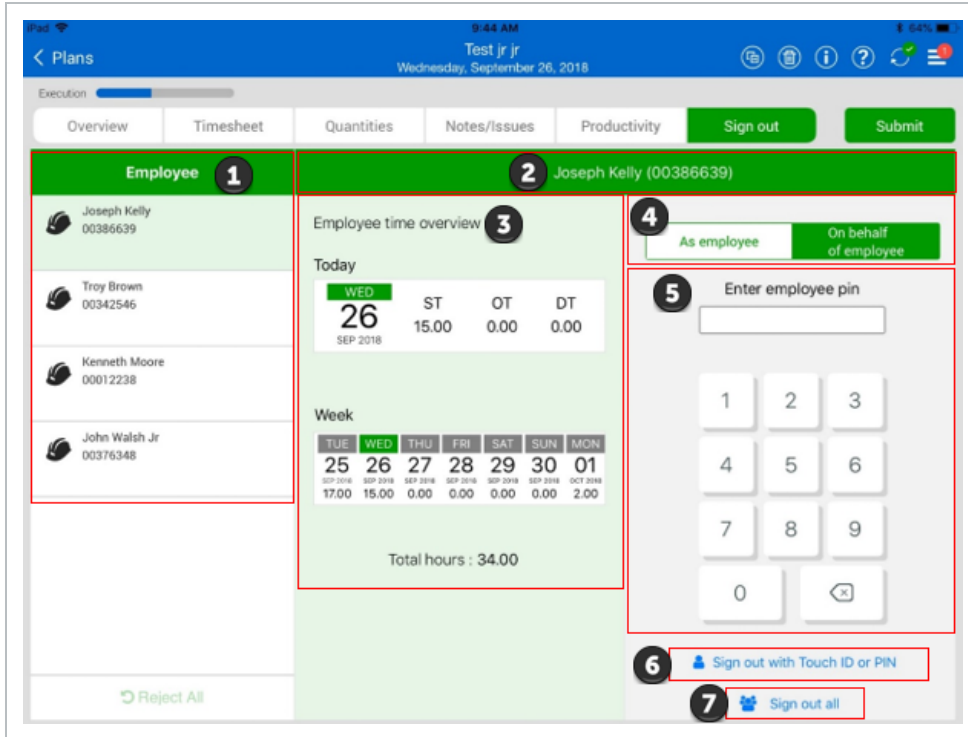 iPad 9:44 AM 64%
Plans
Test jr jr
Wednesday, September 26, 2018
1
Execution
Overview Timesheet Quantities Notes/Issues Productivity Sign out Submit
Employee 1
2 Joseph Kelly (00386639)
Joseph Kelly
00386639
Troy Brown
00342546
Kenneth Moore
00012238
John Walsh Jr
00376348
Reject All
Employee time overview 3
Today
WED
26
SEP 2018
ST OT DT
15.00 0.00 0.00
Week
TUE WED THU FRI SAT SUN MON
25 26 27 28 29 30 01
SEP 2018 SEP 2018 SEP 2018 SEP 2018 SEP 2018 SEP 2018 OCT 2018
17.00 15.00 0.00 0.00 0.00 0.00 2.00
Total hours : 34.00
4
As employee
On behalf
of employee
5 Enter employee pin
1 2 3
4 5 6
7 8 9
0
6 Sign out with Touch ID or PIN
7 Sign out all